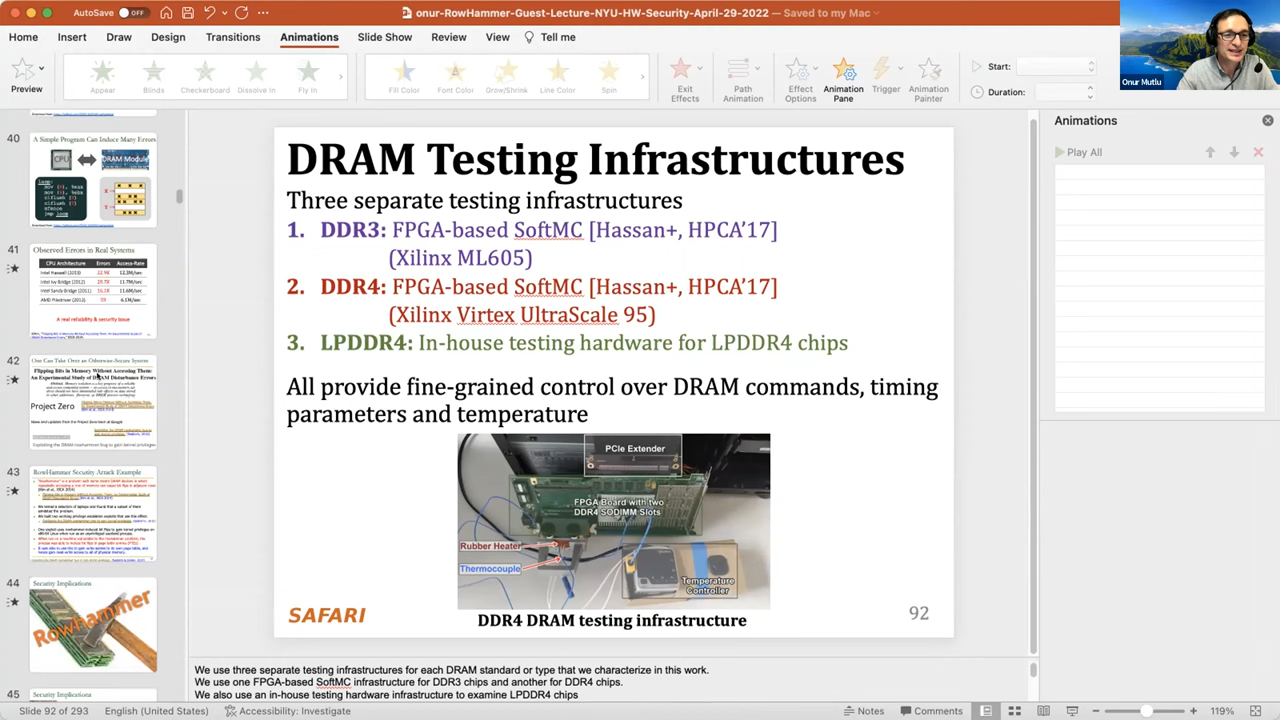 AutoSave OFF
onur-RowHammer-Guest-Lecture-NYU-HW-Security-April-29-2022 — Saved to my Mac
Home Insert Draw Design Transitions Animations Slide Show Review View Tell me
Preview
Appear Blinds Checkerboard Dissolve In Fly In
Fill Color Font Color Grow/Shrink Line Color Spin
Exit Effects
Path Animation
Effect Options
Animation Pane
Trigger
Animation Painter
Start:
Duration:
Onur Mutlu
40
A Simple Program Can Induce Many Errors
CPU DRAM Module
loop:
jmp loop
41
Observed Errors in Real Systems
CPU Architecture Errors Access-Rate
Intel Haswell (2013) 22.9K 12.3M/sec
Intel Ivy Bridge (2012) 20.7K 11.7M/sec
Intel Sandy Bridge (2011) 16.1K 11.6M/sec
AMD Piledriver (2012) 59 6.1M/sec
A real reliability & security issue
42
One Can Take Over an Otherwise-Secure System
Flipping Bits in Memory Without Accessing Them:
An Experimental Study of DRAM Disturbance Errors
Project Zero
News and updates from the Project Zero team at Google
Exploiting the DRAM rowhammer bug to gain kernel privileges
43
RowHammer Security Attack Example
44
Security Implications
Rowhammer
45
Security Implications
DRAM Testing Infrastructures
Three separate testing infrastructures
1. DDR3: FPGA-based SoftMC [Hassan+, HPCA’17]
(Xilinx ML605)
2. DDR4: FPGA-based SoftMC [Hassan+, HPCA’17]
(Xilinx Virtex UltraScale 95)
3. LPDDR4: In-house testing hardware for LPDDR4 chips
All provide fine-grained control over DRAM commands, timing
parameters and temperature
PCIe Extender
FPGA Board with two
DDR4 SODIMM Slots
Rubber Heater
Thermocouple
Temperature
Controller
SAFARI
DDR4 DRAM testing infrastructure
92
Animations
Play All
We use three separate testing infrastructures for each DRAM standard or type that we characterize in this work.
We use one FPGA-based SoftMC infrastructure for DDR3 chips and another for DDR4 chips.
We also use an in-house testing hardware infrastructure to examine LPDDR4 chips
Slide 92 of 293 English (United States) Accessibility: Investigate Notes Comments 119%